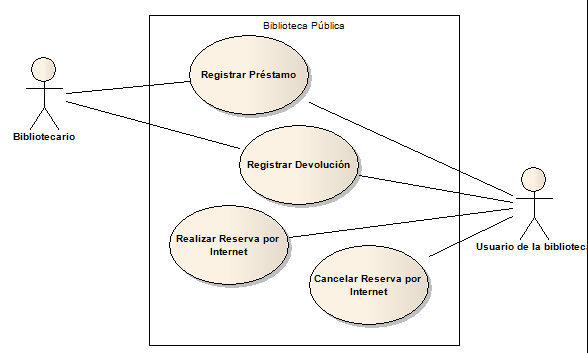 Biblioteca Pública
Registrar Préstamo
Bibliotecario
Registrar Devolución
Realizar Reserva por
Internet
Usuario de la biblioteca
Cancelar Reserva por
Internet